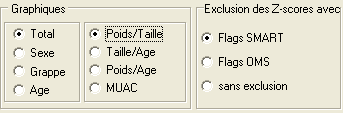 Graphiques
Total
Sexe
Grappe
Age
Poids/Taille
Taille/Age
Poids/Age
MUAC
Exclusion des Z-scores avec
Flags SMART
Flags OMS
sans exclusion